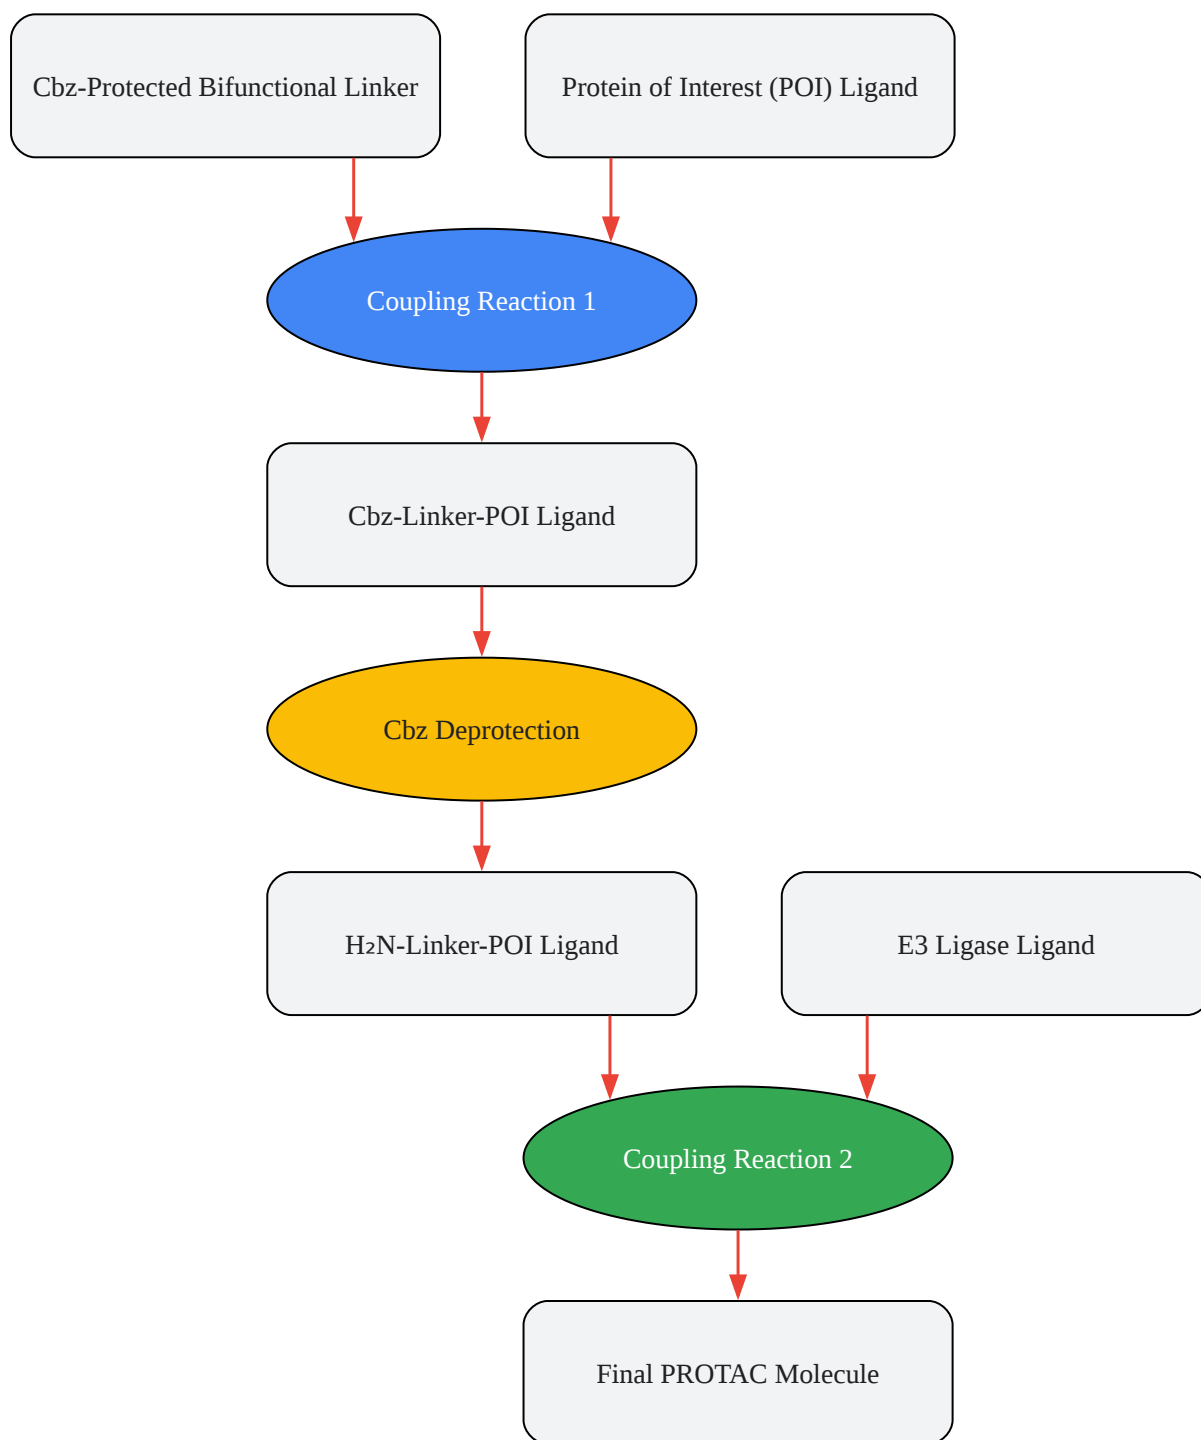 Cbz-Protected Bifunctional Linker
Protein of Interest (POI) Ligand
Coupling Reaction 1
Cbz-Linker-POI Ligand
Cbz Deprotection
H₂N-Linker-POI Ligand
E3 Ligase Ligand
Coupling Reaction 2
Final PROTAC Molecule